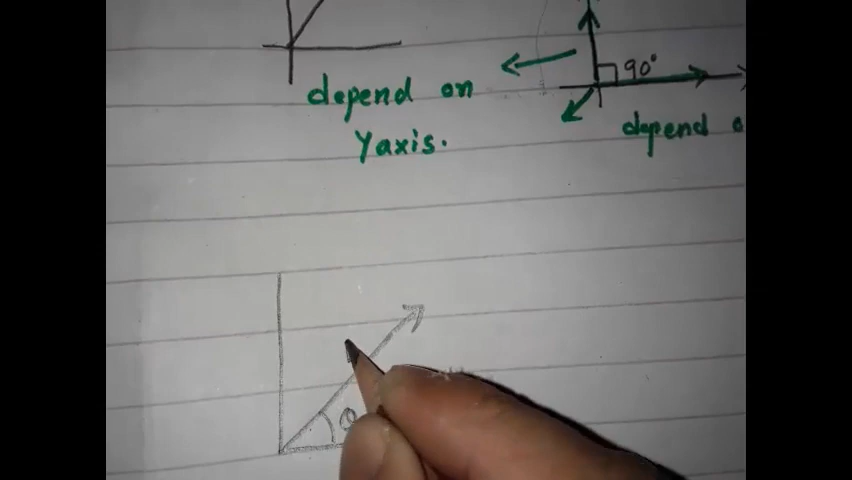 90°
depend on
Yaxis.
depend
θ